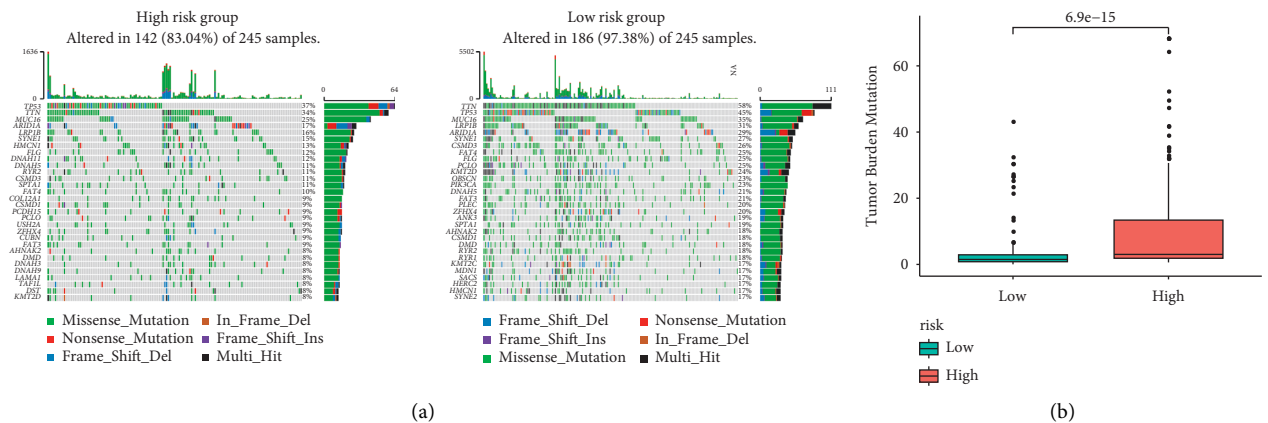 High risk group
Altered in 142 (83.04%) of 245 samples.
1636
0
0
64
TP53 37%
TTN 34%
MUC16 25%
ARID1A 17%
LRP1B 16%
SYNE1 15%
HMCN1 13%
FLG 12%
DNAH11 12%
DNAH5 11%
RYR2 11%
CSMD3 11%
SPTA1 11%
FAT4 10%
COL12A1 9%
CSMD1 9%
PCDH15 9%
PCLO 9%
USH2A 9%
ZFHX4 9%
CUBN 9%
FAT3 9%
AHNAK2 8%
DMD 8%
DNAH3 8%
DNAH9 8%
LAMA1 8%
TAF1L 8%
DST 8%
KMT2D 8%
Missense_Mutation
In_Frame_Del
Nonsense_Mutation
Frame_Shift_Ins
Frame_Shift_Del
Multi_Hit
Low risk group
Altered in 186 (97.38%) of 245 samples.
5502
0
NA
0
111
TTN 58%
TP53 45%
MUC16 35%
LRP1B 31%
ARID1A 29%
SYNE1 27%
CSMD3 26%
FAT4 25%
FLG 25%
PCLO 25%
KMT2D 24%
OBSCN 23%
PIK3CA 23%
DNAH5 21%
FAT3 21%
PLEC 20%
ZFHX4 20%
ANK3 19%
SPTA1 19%
AHNAK2 18%
CSMD1 18%
DMD 18%
RYR2 18%
RYR1 18%
KMT2C 17%
MDN1 17%
SACS 17%
HERC2 17%
HMCN1 17%
SYNE2 17%
Frame_Shift_Del
Nonsense_Mutation
Frame_Shift_Ins
In_Frame_Del
Missense_Mutation
Multi_Hit
(a)
6.9e−15
Tumor Burden Mutation
60
40
20
0
Low
High
risk
Low
High
(b)